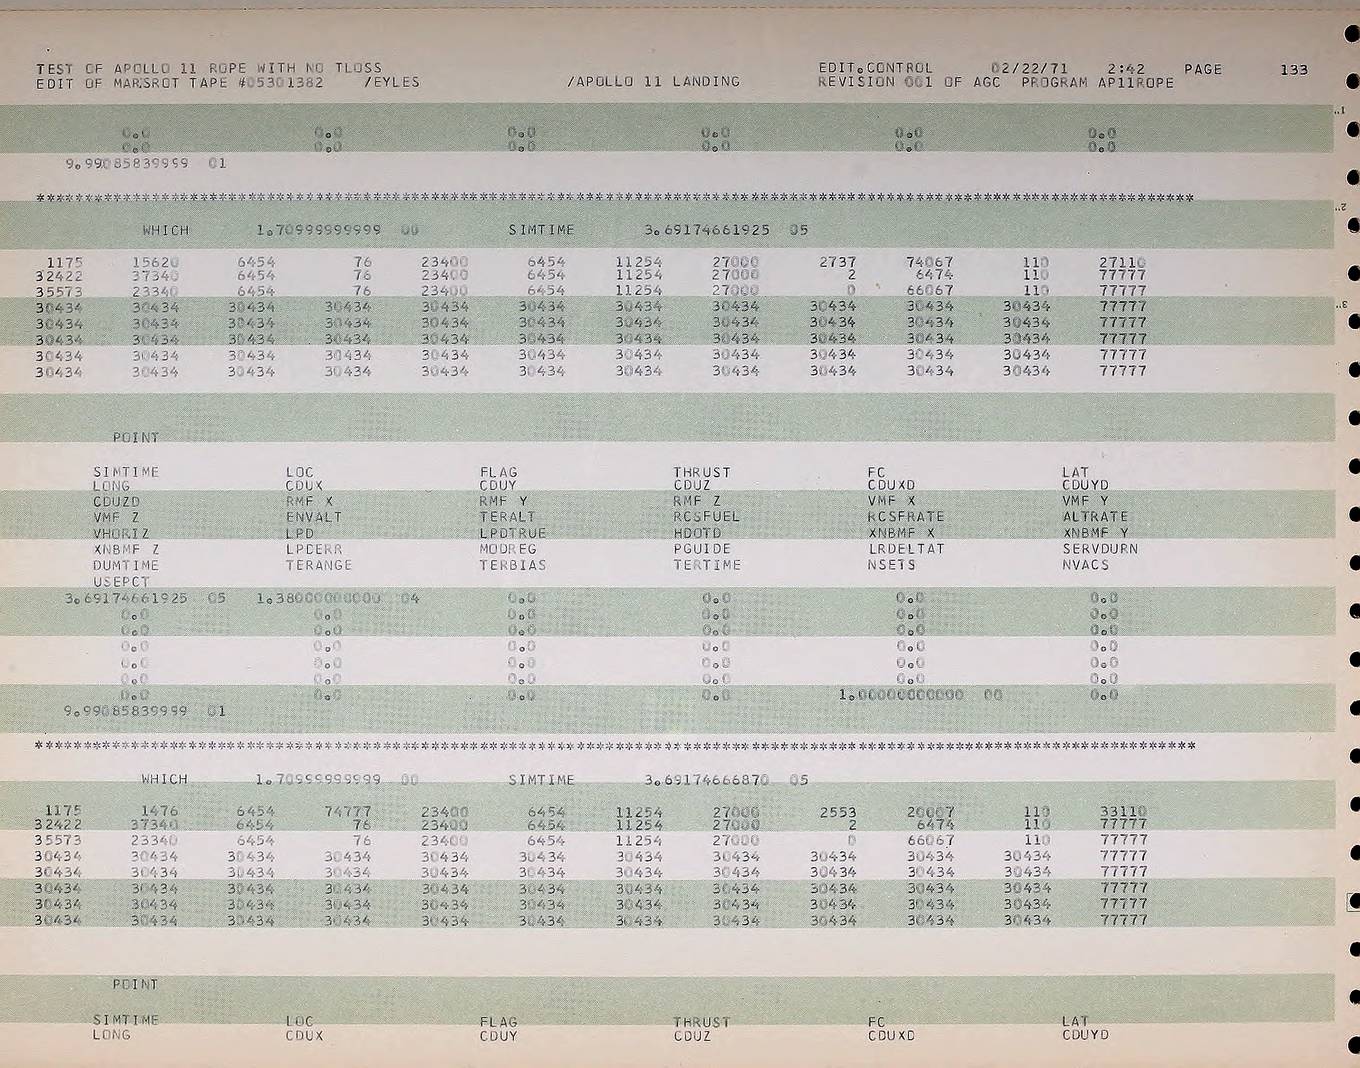 TEST OF APOLLO 11 ROPE WITH NO TLOSS EDIT.CONTROL 02/22/71 2:42 PAGE 133
EDIT OF MARSROT TAPE #05301382 /EYLES /APOLLO 11 LANDING REVISION 001 OF AGC PROGRAM AP11ROPE
0.0 0.0 0.0 0.0 0.0 0.0
0.0 0.0 0.0 0.0 0.0 0.0
9.99085839999 01
************************************************************************************************************************
WHICH 1.70999999999 00 SIMTIME 3.69174661925 05
1175 15620 6454 76 23400 6454 11254 27000 2737 74067 110 27110
32422 37340 6454 76 23400 6454 11254 27000 2 6474 110 77777
35573 23340 6454 76 23400 6454 11254 27000 0 66067 110 77777
30434 30434 30434 30434 30434 30434 30434 30434 30434 30434 30434 77777
30434 30434 30434 30434 30434 30434 30434 30434 30434 30434 30434 77777
30434 30434 30434 30434 30434 30434 30434 30434 30434 30434 30434 77777
30434 30434 30434 30434 30434 30434 30434 30434 30434 30434 30434 77777
30434 30434 30434 30434 30434 30434 30434 30434 30434 30434 30434 77777
POINT
SIMTIME LOC FLAG THRUST FC LAT
LONG CDUX CDUY CDUZ CDUXD CDUYD
CDUZD RMF X RMF Y RMF Z VMF X VMF Y
VMF Z ENVALT TERALT RCSFUEL RCSFRATE ALTRATE
VHORIZ LPD LPDTRUE HDOTD XNBMF X XNBMF Y
XNBMF Z LPDERR MODREG PGUIDE LRDELTAT SERVDURN
DUMTIME TERANGE TERBIAS TERTIME NSETS NVACS
USEPCT
3.69174661925 05 1.38000000000 04 0.0 0.0 0.0 0.0
0.0 0.0 0.0 0.0 0.0 0.0
0.0 0.0 0.0 0.0 0.0 0.0
0.0 0.0 0.0 0.0 0.0 0.0
0.0 0.0 0.0 0.0 0.0 0.0
0.0 0.0 0.0 0.0 0.0 0.0
0.0 0.0 0.0 0.0 1.00000000000 00 0.0
9.99085839999 01
************************************************************************************************************************
WHICH 1.70999999999 00 SIMTIME 3.69174666870 05
1175 1476 6454 74777 23400 6454 11254 27000 2553 20007 110 33110
32422 37340 6454 76 23400 6454 11254 27000 2 6474 110 77777
35573 23340 6454 76 23400 6454 11254 27000 0 66067 110 77777
30434 30434 30434 30434 30434 30434 30434 30434 30434 30434 30434 77777
30434 30434 30434 30434 30434 30434 30434 30434 30434 30434 30434 77777
30434 30434 30434 30434 30434 30434 30434 30434 30434 30434 30434 77777
30434 30434 30434 30434 30434 30434 30434 30434 30434 30434 30434 77777
30434 30434 30434 30434 30434 30434 30434 30434 30434 30434 30434 77777
POINT
SIMTIME LOC FLAG THRUST FC LAT
LONG CDUX CDUY CDUZ CDUXD CDUYD